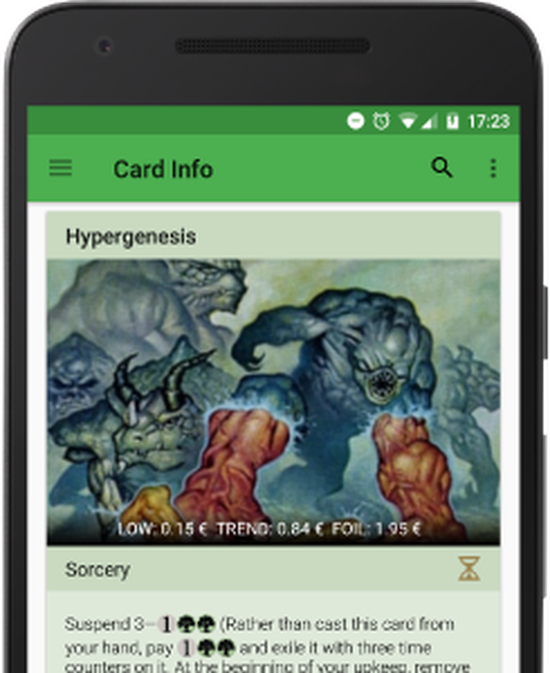 17:23
Card Info
Hypergenesis
LOW: 0.15 € TREND: 0.84 € FOIL: 1.95 €
Sorcery
Suspend 3—1 (Rather than cast this card from
your hand, pay 1 and exile it with three time
counters on it. At the beginning of your upkeep, remove